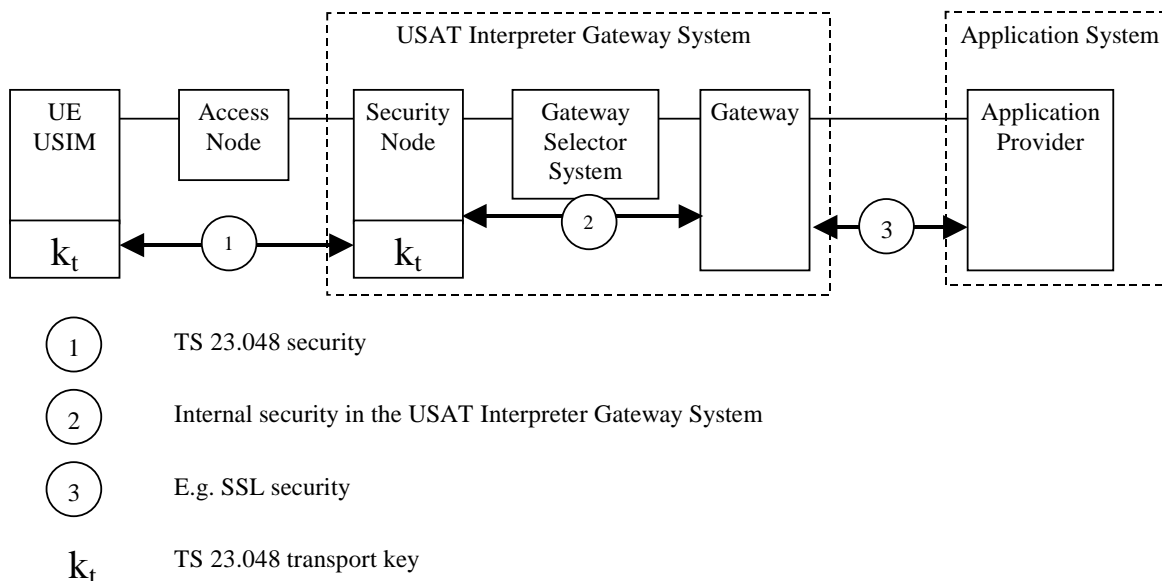 USAT Interpreter Gateway System
Application System
UE
USIM
Access
Node
Security
Node
Gateway
Selector
System
Gateway
Application
Provider
kt
1
kt
2
3
1 TS 23.048 security
2 Internal security in the USAT Interpreter Gateway System
3 E.g. SSL security
kt TS 23.048 transport key